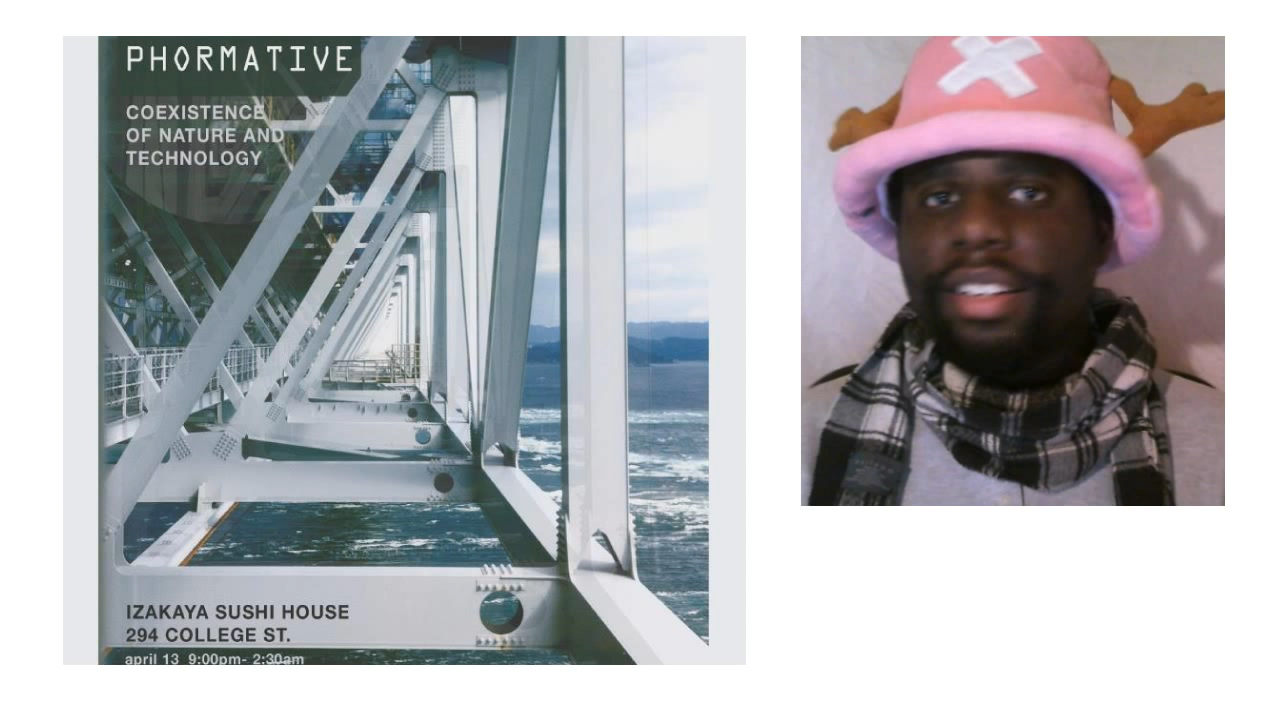 PHORMATIVE
COEXISTENCE
OF NATURE AND
TECHNOLOGY
IZAKAYA SUSHI HOUSE
294 COLLEGE ST.
april 13 9:00pm- 2:30am